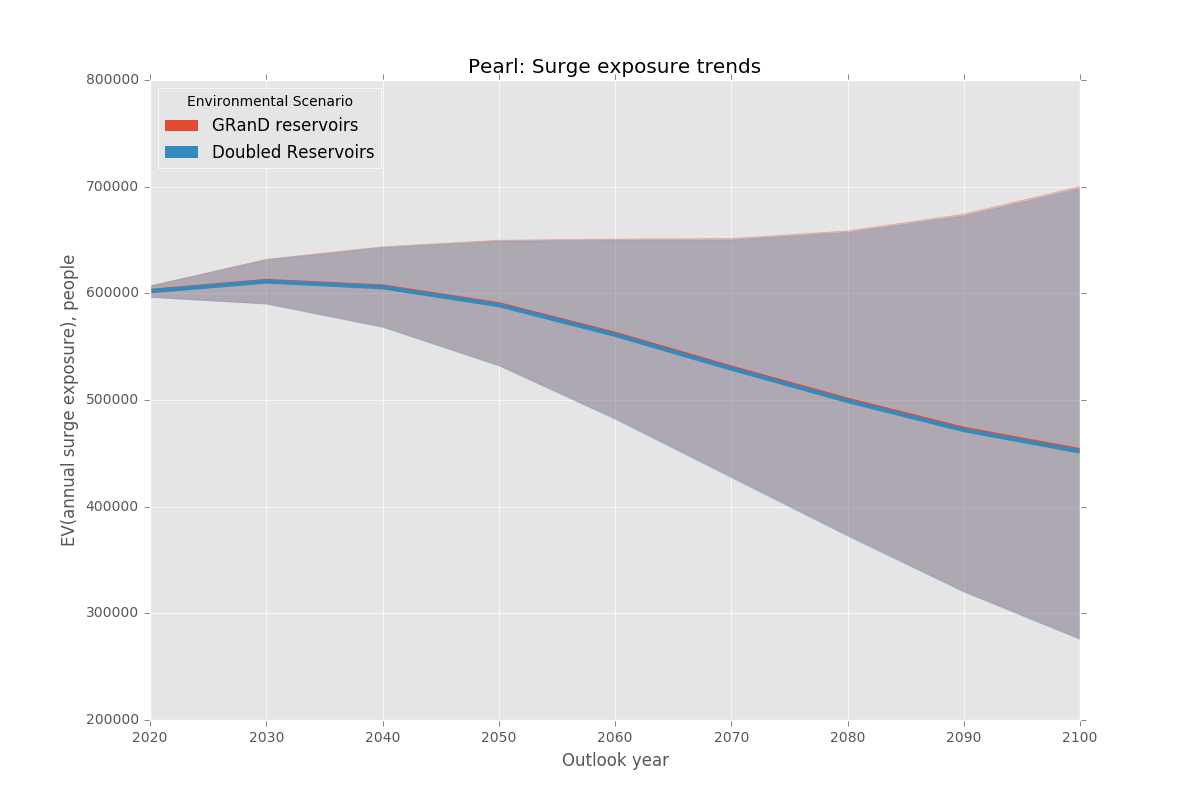 Pearl: Surge exposure trends
800000
700000
600000
500000
400000
300000
200000
EV(annual surge exposure), people
Environmental Scenario
GRanD reservoirs
Doubled Reservoirs
2020 2030 2040 2050 2060 2070 2080 2090 2100
Outlook year